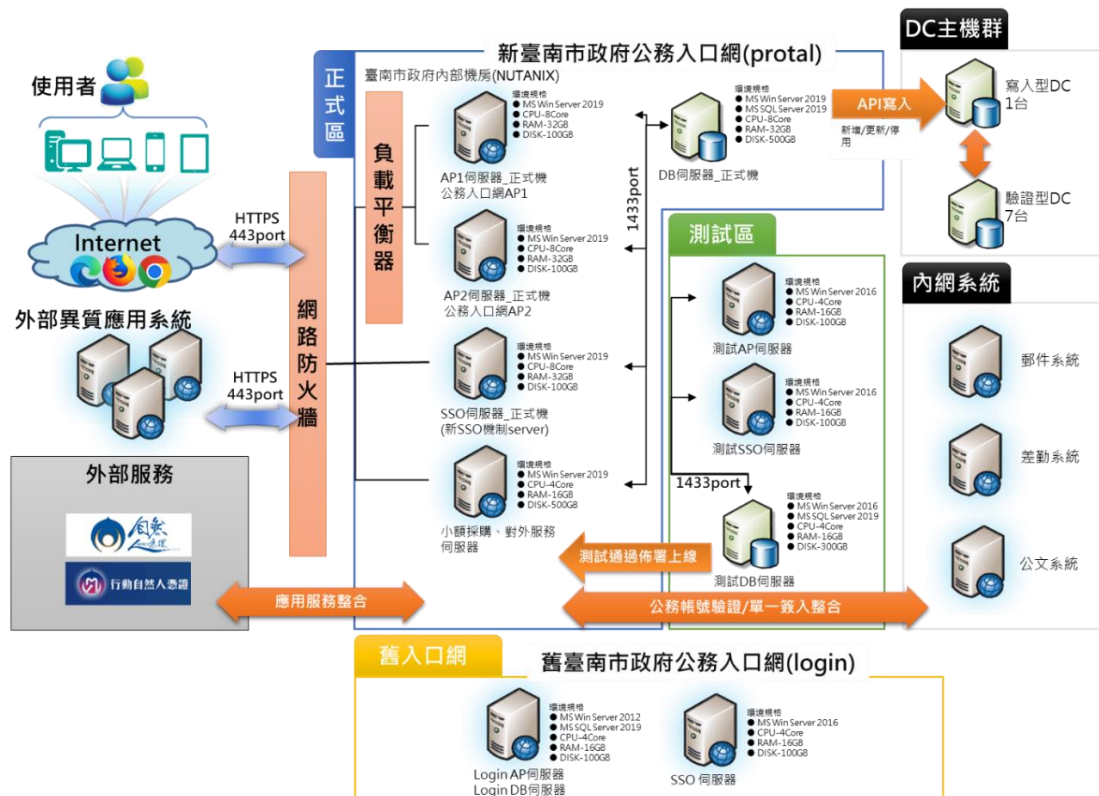 新臺南市政府公務入口網(protal)
DC主機群
使用者
正式區
臺南市政府內部機房(NUTANIX)
負載平衡器
環境規格
● MS Win Server 2019
● CPU-8Core
● RAM-32GB
● DISK-100GB
AP1伺服器_正式機
公務入口網AP1
環境規格
● MS Win Server 2019
● MS SQL Server 2019
● CPU-8Core
● RAM-32GB
● DISK-500GB
DB伺服器_正式機
API寫入
新增/更新/停用
寫入型DC
1台
驗證型DC
7台
1433port
Internet
HTTPS
443port
環境規格
● MS Win Server 2019
● CPU-8Core
● RAM-32GB
● DISK-100GB
AP2伺服器_正式機
公務入口網AP2
測試區
環境規格
● MS Win Server 2016
● CPU-4Core
● RAM-16GB
● DISK-100GB
測試AP伺服器
內網系統
郵件系統
差勤系統
公文系統
外部異質應用系統
HTTPS
443port
網路防火牆
環境規格
● MS Win Server 2019
● CPU-8Core
● RAM-32GB
● DISK-100GB
SSO伺服器_正式機
(新SSO機制server)
環境規格
● MS Win Server 2016
● CPU-4Core
● RAM-16GB
● DISK-100GB
測試SSO伺服器
外部服務
行動自然人憑證
環境規格
● MS Win Server 2019
● CPU-4Core
● RAM-16GB
● DISK-500GB
小額採購、對外服務
伺服器
1433port
環境規格
● MS Win Server 2016
● MS SQL Server 2019
● CPU-4Core
● RAM-16GB
● DISK-300GB
測試DB伺服器
測試通過佈署上線
應用服務整合
公務帳號驗證/單一簽入整合
舊入口網
舊臺南市政府公務入口網(login)
環境規格
● MS Win Server 2012
● MS SQL Server 2019
● CPU-4Core
● RAM-16GB
● DISK-100GB
Login AP伺服器
Login DB伺服器
環境規格
● MS Win Server 2016
● CPU-4Core
● RAM-16GB
● DISK-100GB
SSO 伺服器